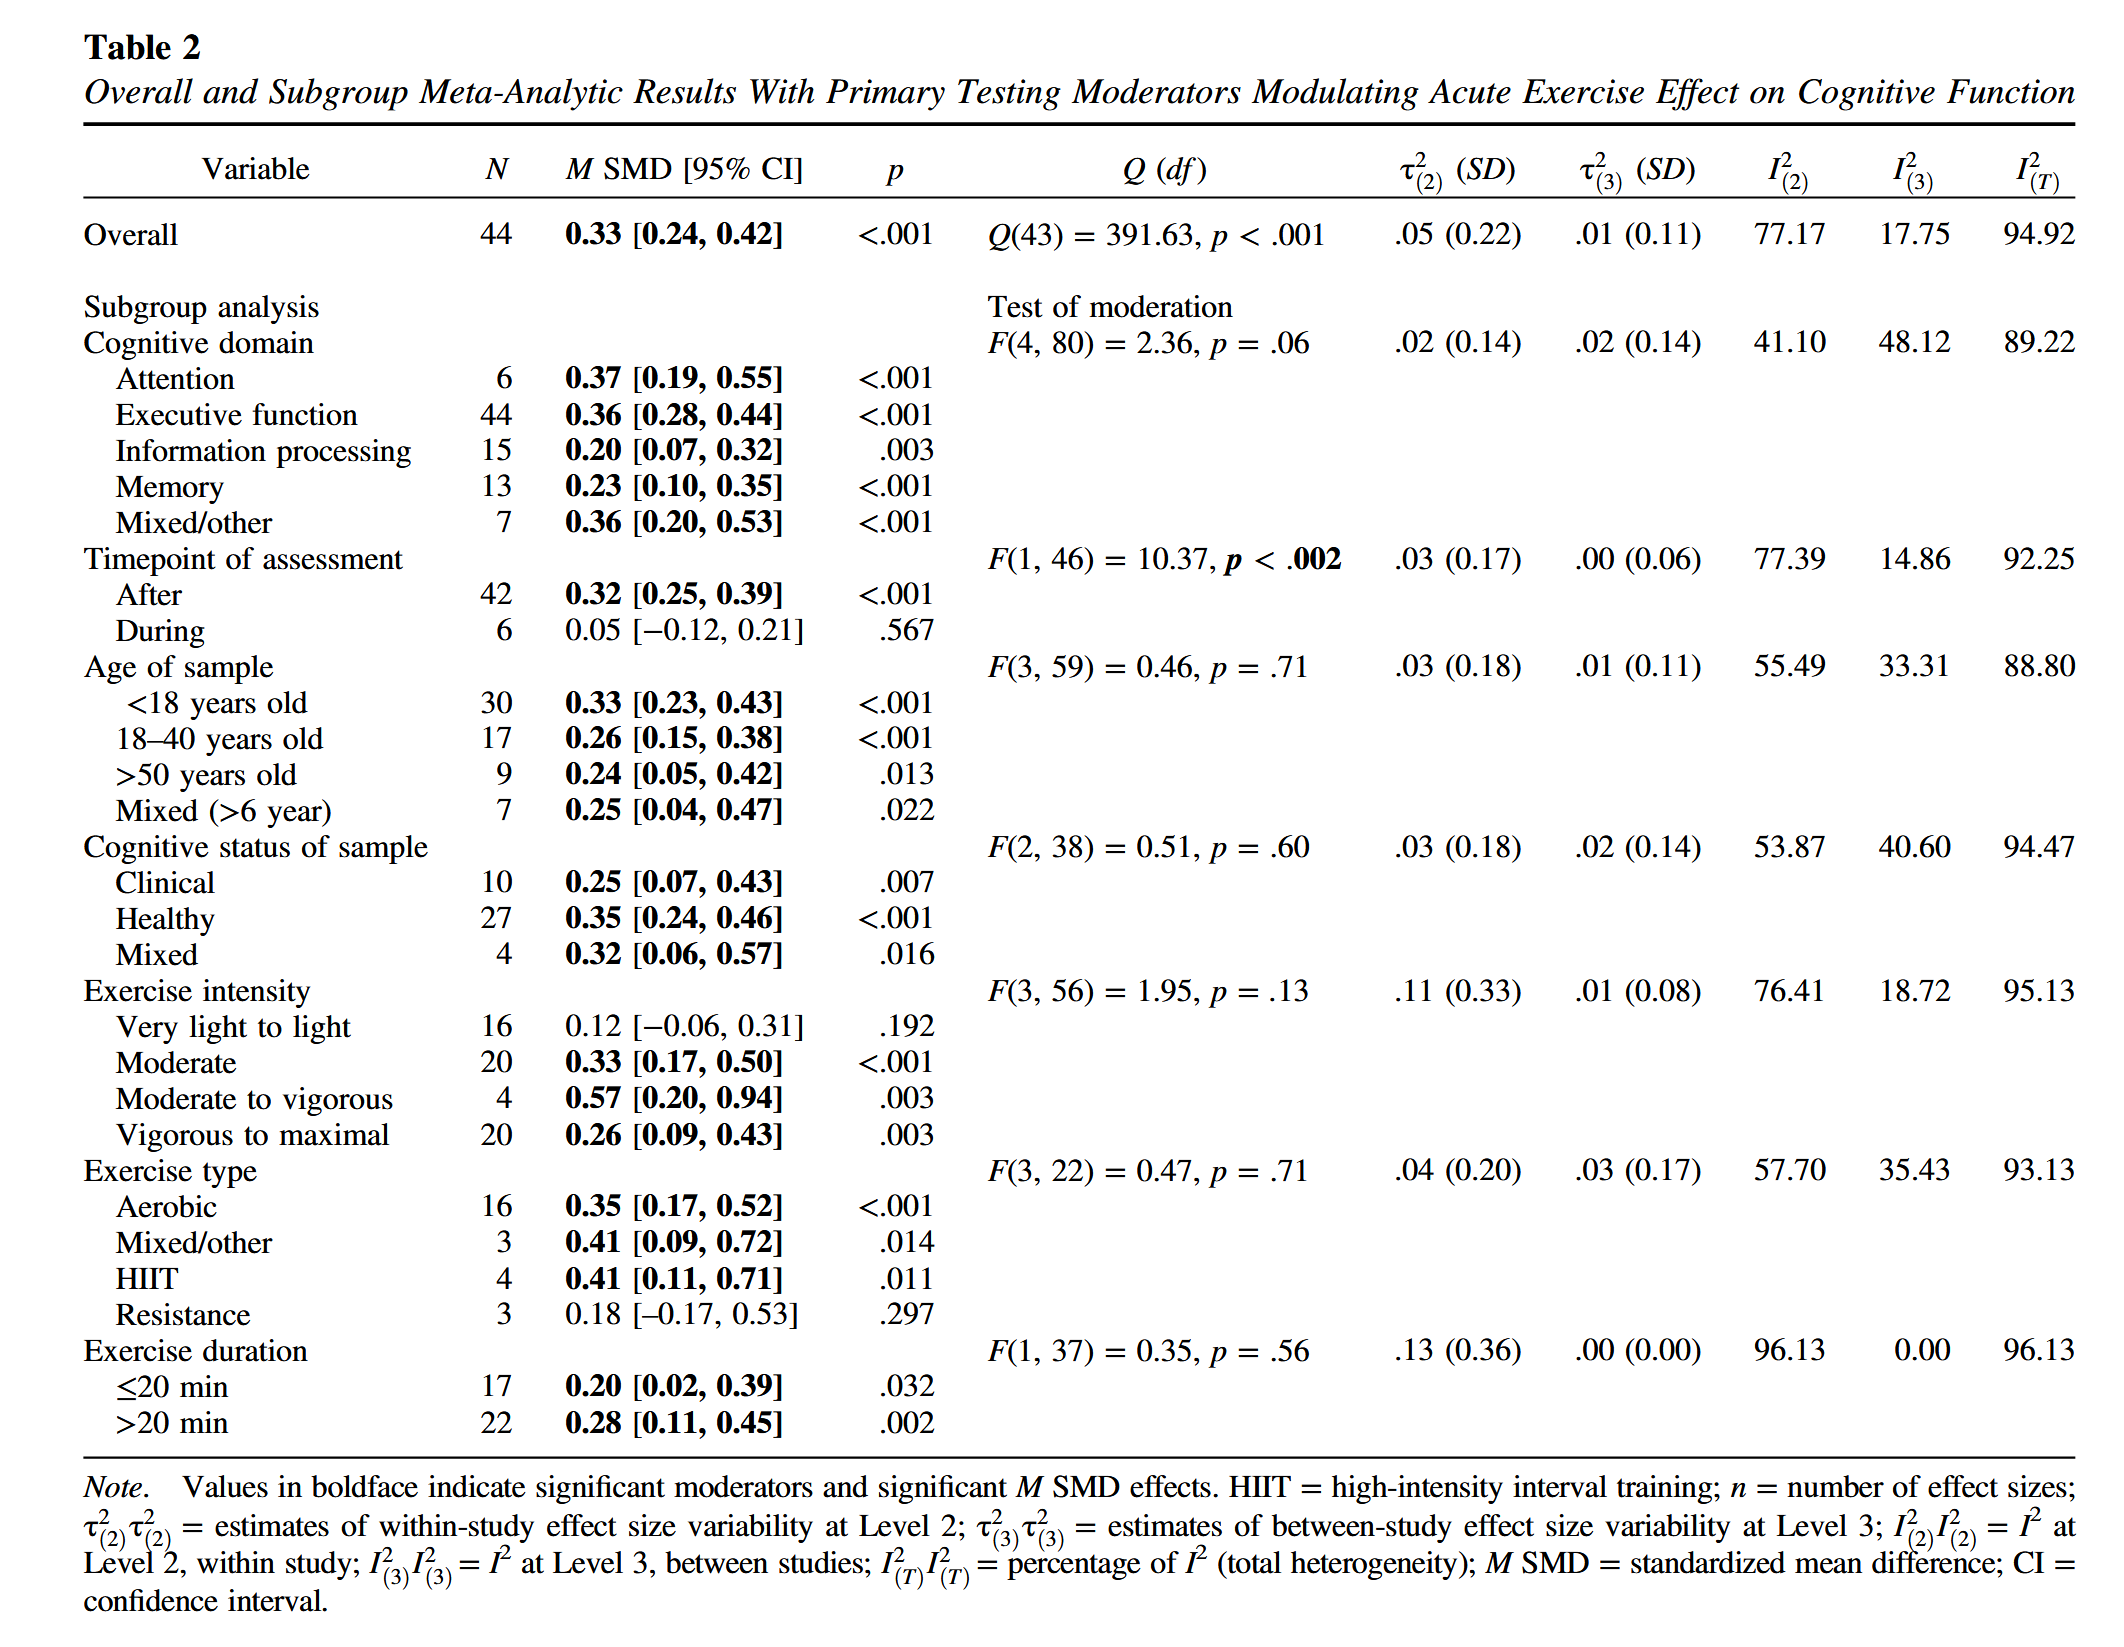 Table 2
Overall and Subgroup Meta-Analytic Results With Primary Testing Moderators Modulating Acute Exercise Effect on Cognitive Function
Variable N M SMD [95% CI] p Q (df) τ²(2) (SD) τ²(3) (SD) I²(2) I²(3) I²(T)
Overall 44 0.33 [0.24, 0.42] <.001 Q(43) = 391.63, p < .001 .05 (0.22) .01 (0.11) 77.17 17.75 94.92
Subgroup analysis Test of moderation
Cognitive domain F(4, 80) = 2.36, p = .06 .02 (0.14) .02 (0.14) 41.10 48.12 89.22
Attention 6 0.37 [0.19, 0.55] <.001
Executive function 44 0.36 [0.28, 0.44] <.001
Information processing 15 0.20 [0.07, 0.32] .003
Memory 13 0.23 [0.10, 0.35] <.001
Mixed/other 7 0.36 [0.20, 0.53] <.001
Timepoint of assessment F(1, 46) = 10.37, p < .002 .03 (0.17) .00 (0.06) 77.39 14.86 92.25
After 42 0.32 [0.25, 0.39] <.001
During 6 0.05 [−0.12, 0.21] .567
Age of sample F(3, 59) = 0.46, p = .71 .03 (0.18) .01 (0.11) 55.49 33.31 88.80
<18 years old 30 0.33 [0.23, 0.43] <.001
18–40 years old 17 0.26 [0.15, 0.38] <.001
>50 years old 9 0.24 [0.05, 0.42] .013
Mixed (>6 year) 7 0.25 [0.04, 0.47] .022
Cognitive status of sample F(2, 38) = 0.51, p = .60 .03 (0.18) .02 (0.14) 53.87 40.60 94.47
Clinical 10 0.25 [0.07, 0.43] .007
Healthy 27 0.35 [0.24, 0.46] <.001
Mixed 4 0.32 [0.06, 0.57] .016
Exercise intensity F(3, 56) = 1.95, p = .13 .11 (0.33) .01 (0.08) 76.41 18.72 95.13
Very light to light 16 0.12 [−0.06, 0.31] .192
Moderate 20 0.33 [0.17, 0.50] <.001
Moderate to vigorous 4 0.57 [0.20, 0.94] .003
Vigorous to maximal 20 0.26 [0.09, 0.43] .003
Exercise type F(3, 22) = 0.47, p = .71 .04 (0.20) .03 (0.17) 57.70 35.43 93.13
Aerobic 16 0.35 [0.17, 0.52] <.001
Mixed/other 3 0.41 [0.09, 0.72] .014
HIIT 4 0.41 [0.11, 0.71] .011
Resistance 3 0.18 [–0.17, 0.53] .297
Exercise duration F(1, 37) = 0.35, p = .56 .13 (0.36) .00 (0.00) 96.13 0.00 96.13
≤20 min 17 0.20 [0.02, 0.39] .032
>20 min 22 0.28 [0.11, 0.45] .002
Note. Values in boldface indicate significant moderators and significant M SMD effects. HIIT = high-intensity interval training; n = number of effect sizes;
τ²(2)τ²(2) = estimates of within-study effect size variability at Level 2; τ²(3)τ²(3) = estimates of between-study effect size variability at Level 3; I²(2)I²(2) = I² at
Level 2, within study; I²(3)I²(3) = I² at Level 3, between studies; I²(T)I²(T) = percentage of I² (total heterogeneity); M SMD = standardized mean difference; CI =
confidence interval.